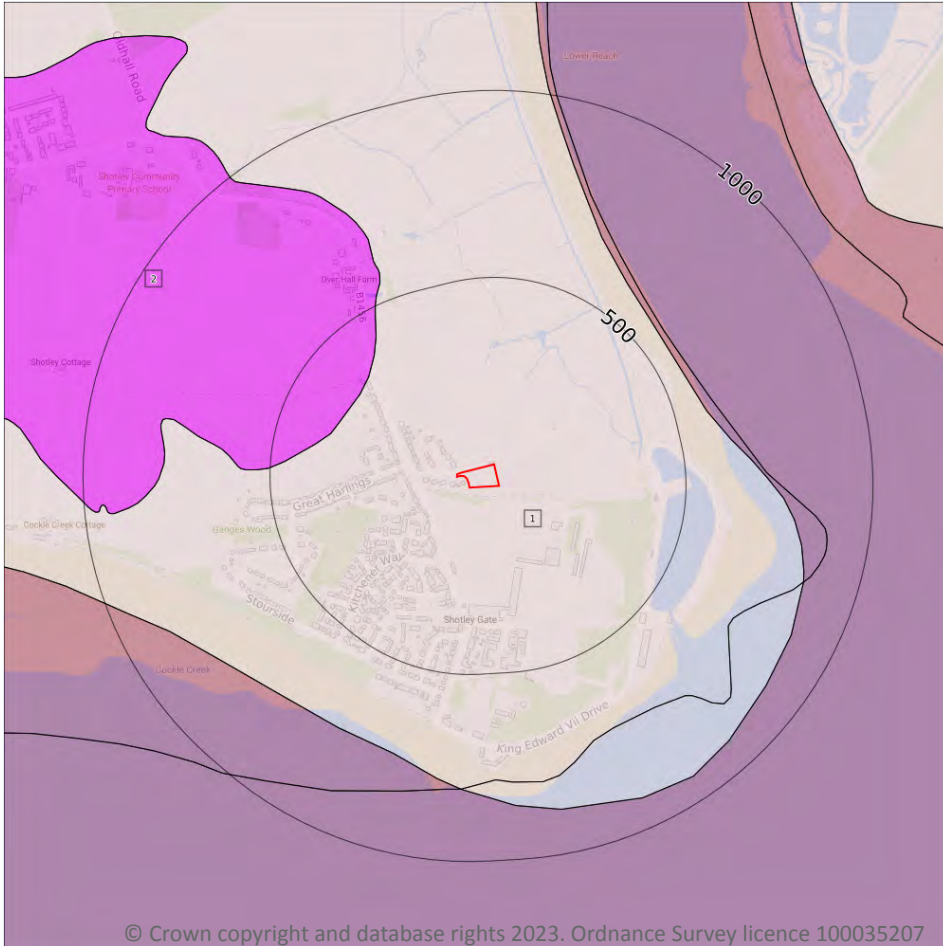 Oldhall Road
Lower Reach
Shotley Community
Primary School
1000
2
Over Hall Farm
B1456
500
Shotley Cottage
Great Harlings
Cockle Creek Cottage
Ganges Wood
1
Kitchener Way
Stourside
Shotley Gate
Cockle Creek
King Edward VII Drive
© Crown copyright and database rights 2023. Ordnance Survey licence 100035207